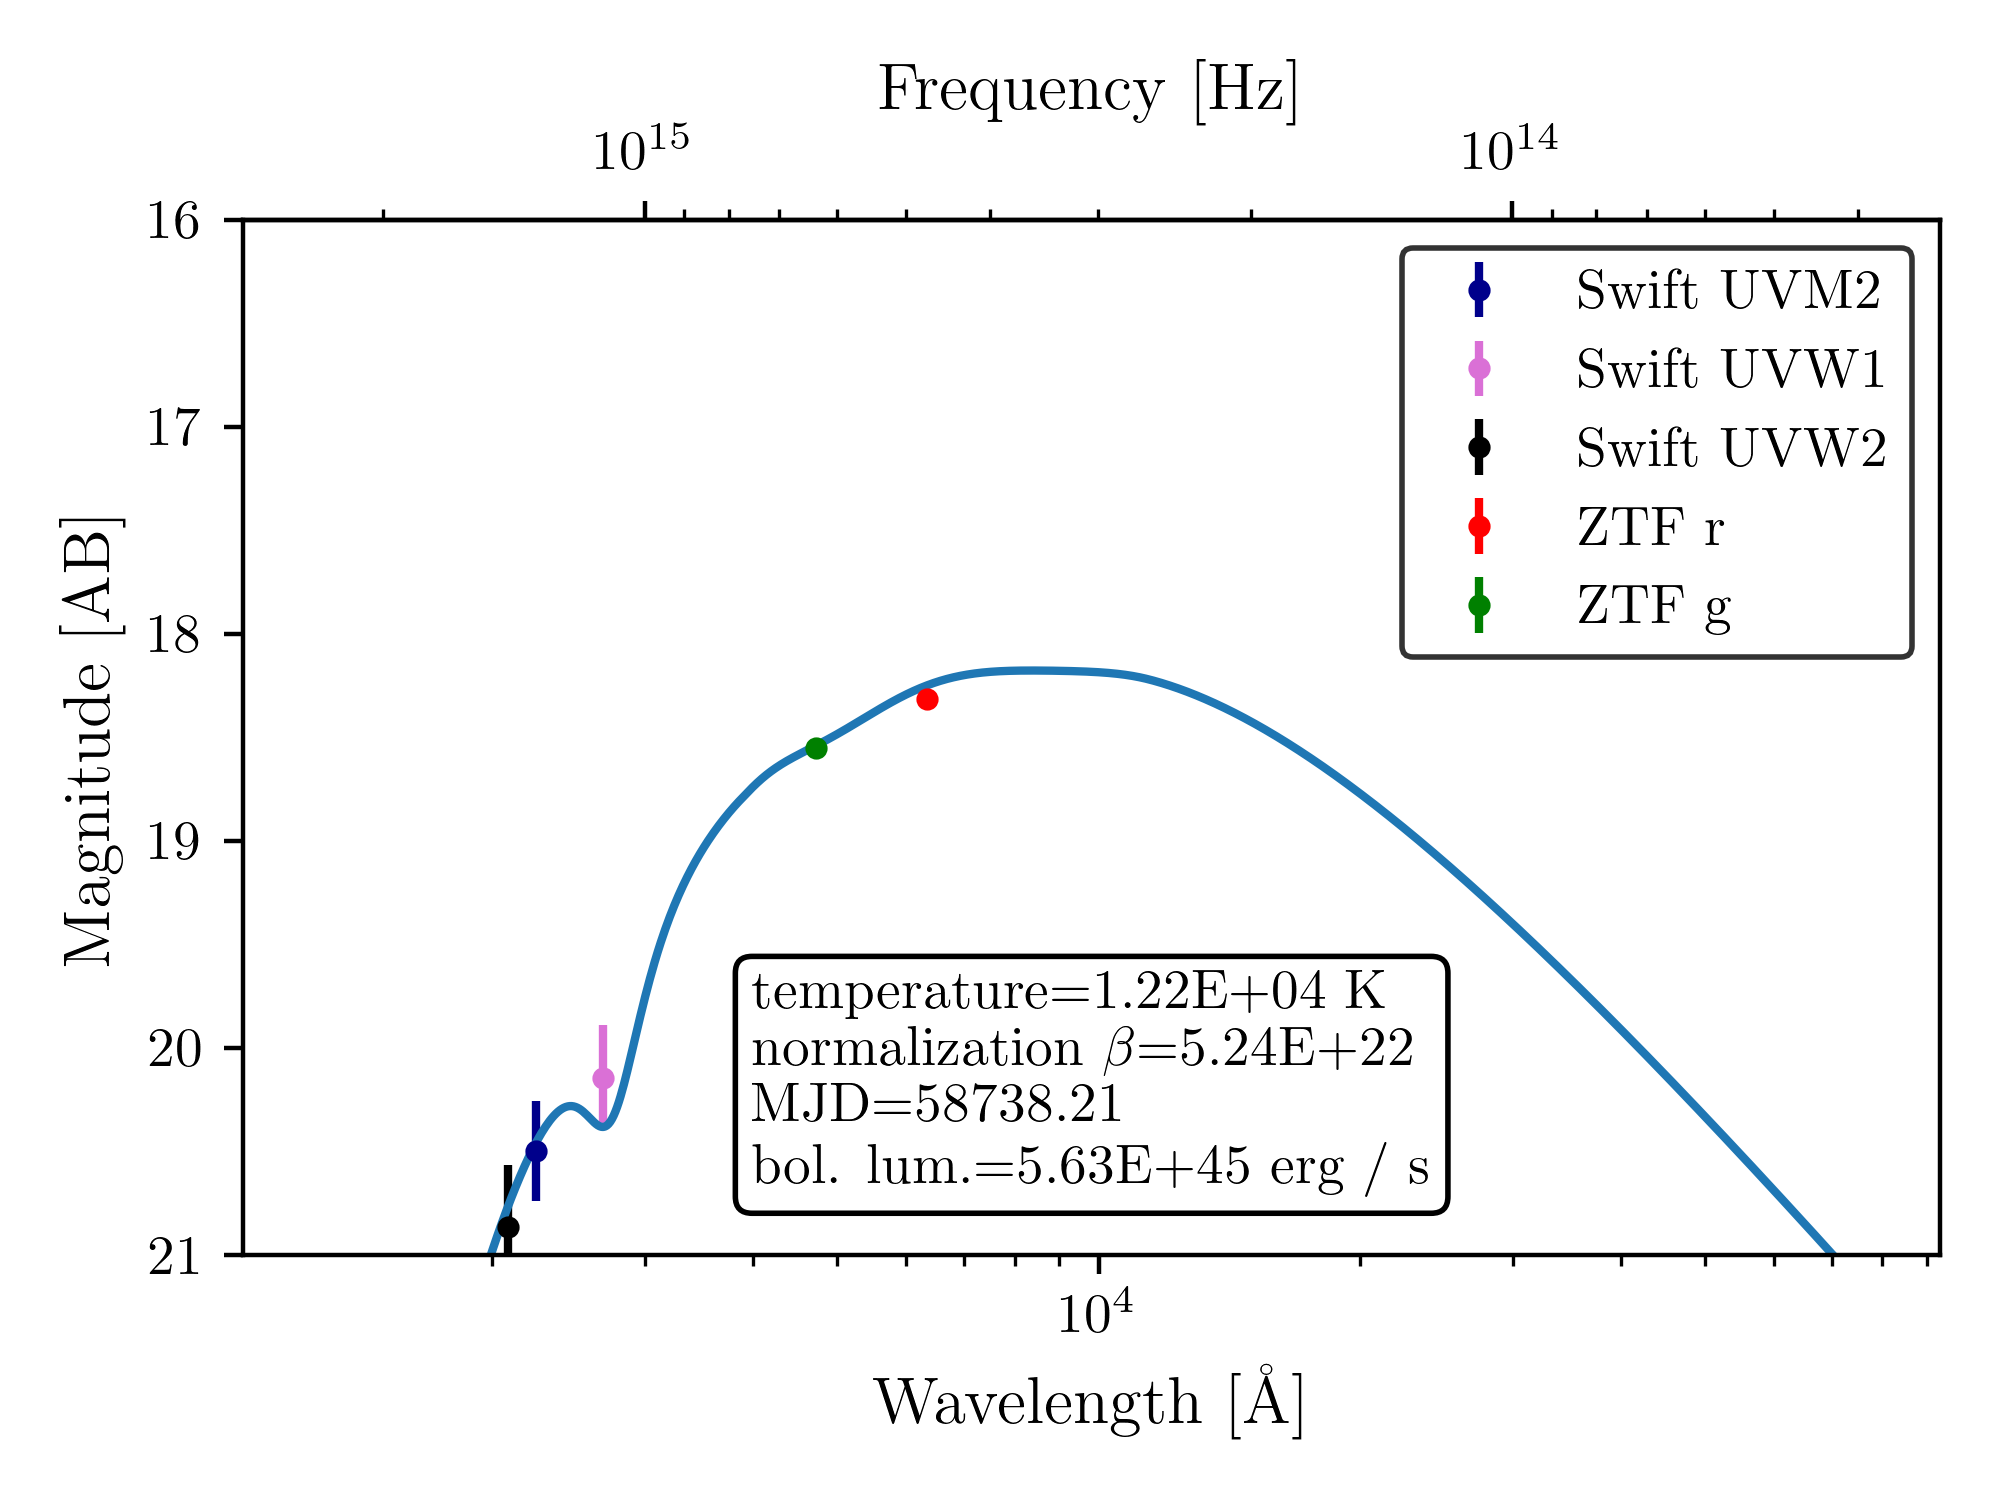 Frequency [Hz]
10^15 10^14
16
17
18
19
20
21
Magnitude [AB]
Swift UVM2
Swift UVW1
Swift UVW2
ZTF r
ZTF g
temperature=1.22E+04 K
normalization β=5.24E+22
MJD=58738.21
bol. lum.=5.63E+45 erg / s
10^4
Wavelength [Å]